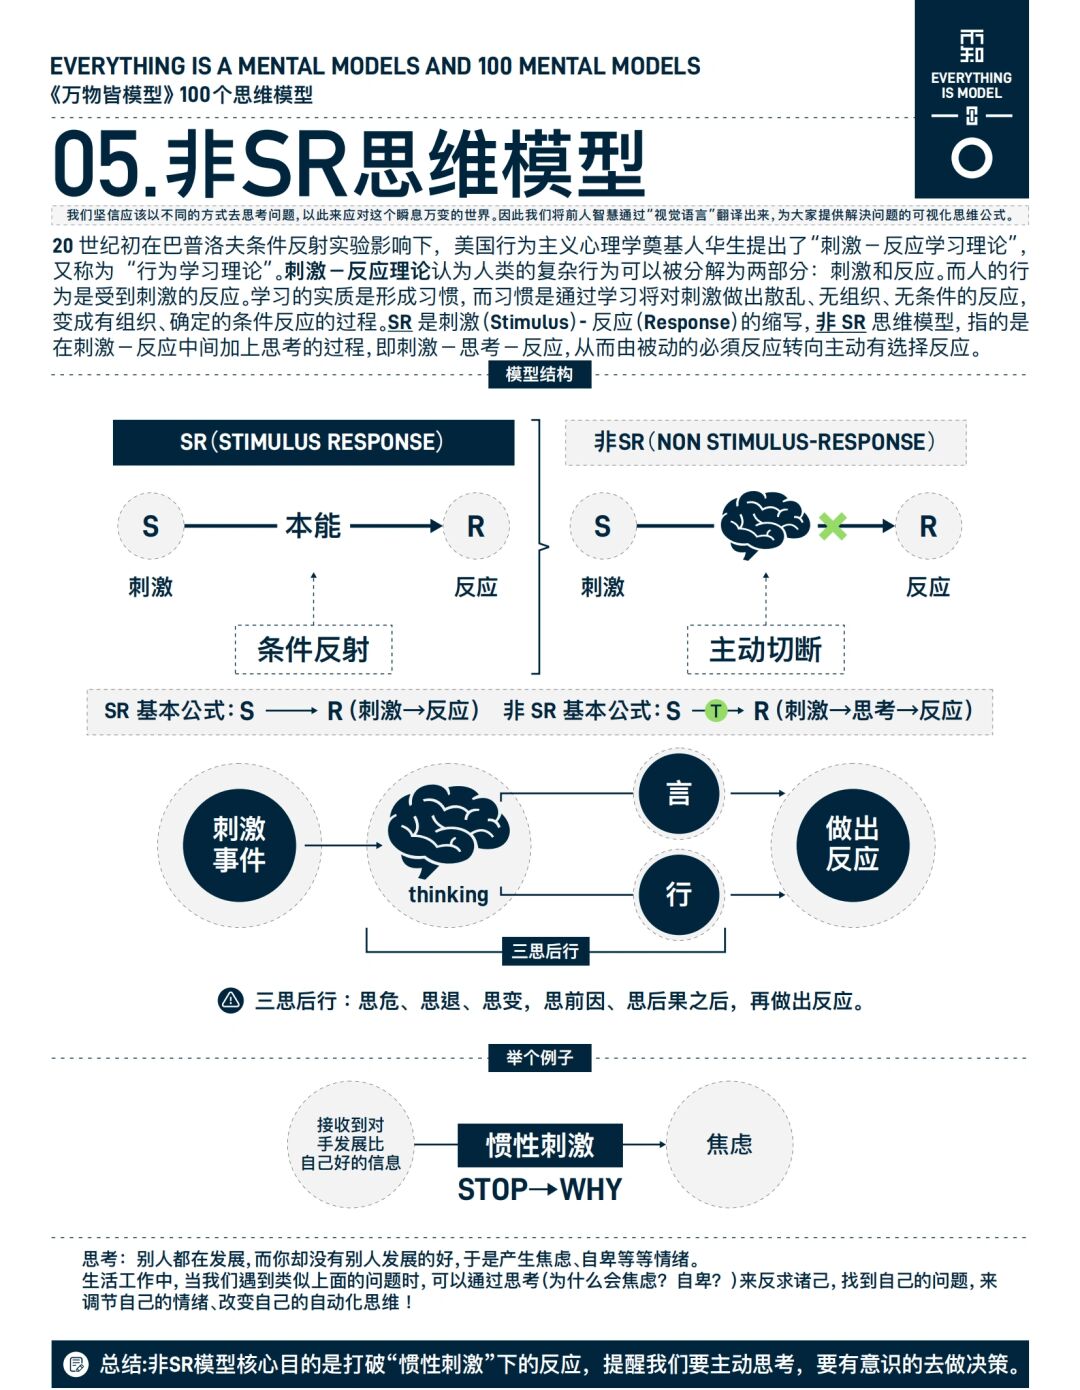 EVERYTHING IS A MENTAL MODELS AND 100 MENTAL MODELS
《万物皆模型》100个思维模型
EVERYTHING
IS MODEL
05.非SR思维模型
我们坚信应该以不同的方式去思考问题,以此来应对这个瞬息万变的世界。因此我们将前人智慧通过“视觉语言”翻译出来,为大家提供解决问题的可视化思维公式。
20 世纪初在巴普洛夫条件反射实验影响下，美国行为主义心理学奠基人华生提出了“刺激－反应学习理论”，
又称为“行为学习理论”。刺激－反应理论认为人类的复杂行为可以被分解为两部分：刺激和反应。而人的行
为是受到刺激的反应。学习的实质是形成习惯，而习惯是通过学习将对刺激做出散乱、无组织、无条件的反应，
变成有组织、确定的条件反应的过程。SR 是刺激（Stimulus）- 反应（Response）的缩写，非 SR 思维模型，指的是
在刺激－反应中间加上思考的过程，即刺激－思考－反应，从而由被动的必须反应转向主动有选择反应。
模型结构
SR（STIMULUS RESPONSE）
非SR（NON STIMULUS-RESPONSE）
S 本能 R
S R
刺激 反应
刺激 反应
条件反射
主动切断
SR 基本公式：S → R（刺激→反应） 非 SR 基本公式：S –T→ R（刺激→思考→反应）
刺激
事件
thinking
言
行
做出
反应
三思后行
三思后行：思危、思退、思变，思前因、思后果之后，再做出反应。
举个例子
接收到对
手发展比
自己好的信息
惯性刺激
焦虑
STOP→WHY
思考：别人都在发展，而你却没有别人发展的好，于是产生焦虑、自卑等等情绪。
生活工作中，当我们遇到类似上面的问题时，可以通过思考（为什么会焦虑？自卑？）来反求诸己，找到自己的问题，来
调节自己的情绪、改变自己的自动化思维！
总结:非SR模型核心目的是打破“惯性刺激”下的反应，提醒我们要主动思考，要有意识的去做决策。